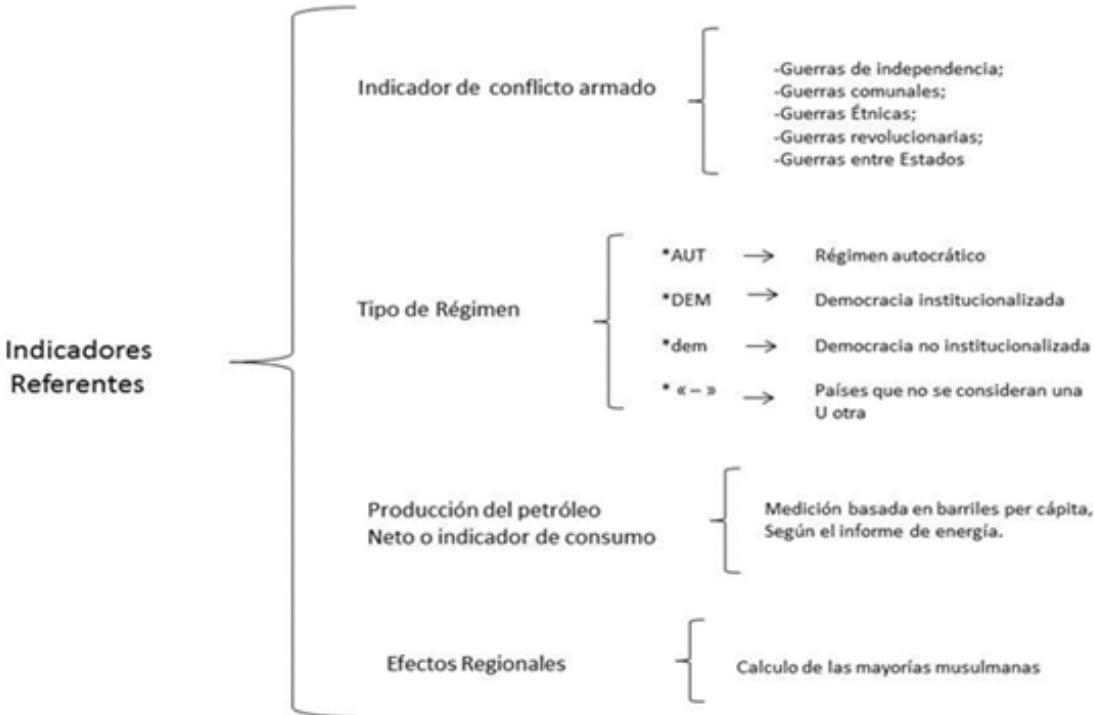 Indicadores
Referentes
Indicador de conflicto armado
-Guerras de independencia;
-Guerras comunales;
-Guerras Étnicas;
-Guerras revolucionarias;
-Guerras entre Estados
Tipo de Régimen
*AUT → Régimen autocrático
*DEM → Democracia institucionalizada
*dem → Democracia no institucionalizada
* « – » → Países que no se consideran una
U otra
Producción del petróleo
Neto o indicador de consumo
Medición basada en barriles per cápita,
Según el informe de energía.
Efectos Regionales
Calculo de las mayorías musulmanas